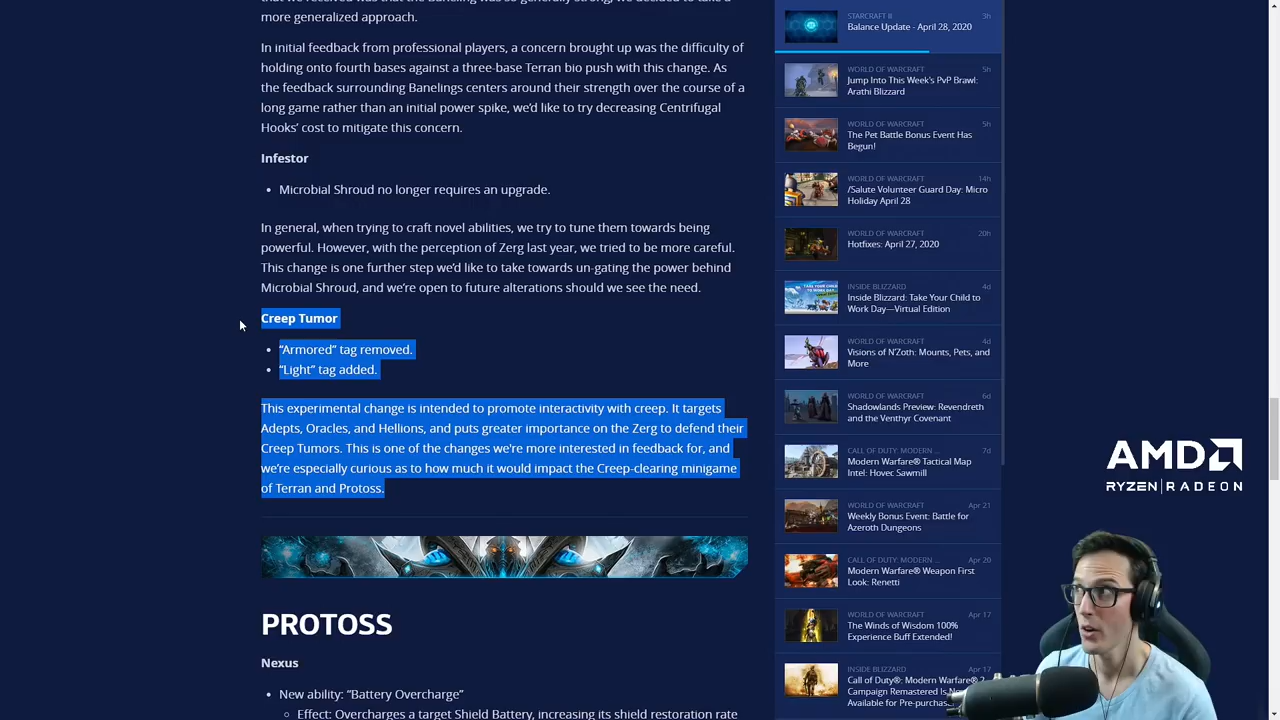 that we received was that the Baneling was so generally strong, we decided to take a
more generalized approach.
In initial feedback from professional players, a concern brought up was the difficulty of
holding onto fourth bases against a three-base Terran bio push with this change. As
the feedback surrounding Banelings centers around their strength over the course of a
long game rather than an initial power spike, we'd like to try decreasing Centrifugal
Hooks' cost to mitigate this concern.
Infestor
• Microbial Shroud no longer requires an upgrade.
In general, when trying to craft novel abilities, we try to tune them towards being
powerful. However, with the perception of Zerg last year, we tried to be more careful.
This change is one further step we'd like to take towards un-gating the power behind
Microbial Shroud, and we're open to future alterations should we see the need.
Creep Tumor
• “Armored” tag removed.
• “Light” tag added.
This experimental change is intended to promote interactivity with creep. It targets
Adepts, Oracles, and Hellions, and puts greater importance on the Zerg to defend their
Creep Tumors. This is one of the changes we're more interested in feedback for, and
we're especially curious as to how much it would impact the Creep-clearing minigame
of Terran and Protoss.
PROTOSS
Nexus
• New ability: “Battery Overcharge”
Effect: Overcharges a target Shield Battery, increasing its shield restoration rate
STARCRAFT II 3h
Balance Update - April 28, 2020
WORLD OF WARCRAFT 5h
Jump Into This Week's PvP Brawl:
Arathi Blizzard
WORLD OF WARCRAFT 5h
The Pet Battle Bonus Event Has
Begun!
WORLD OF WARCRAFT 14h
/Salute Volunteer Guard Day: Micro
Holiday April 28
WORLD OF WARCRAFT 20h
Hotfixes: April 27, 2020
INSIDE BLIZZARD 4d
Inside Blizzard: Take Your Child to
Work Day—Virtual Edition
WORLD OF WARCRAFT 4d
Visions of N'Zoth: Mounts, Pets, and
More
WORLD OF WARCRAFT 6d
Shadowlands Preview: Revendreth
and the Venthyr Covenant
CALL OF DUTY: MODERN ... 7d
Modern Warfare® Tactical Map
Intel: Hovec Sawmill
WORLD OF WARCRAFT Apr 21
Weekly Bonus Event: Battle for
Azeroth Dungeons
CALL OF DUTY: MODERN ... Apr 20
Modern Warfare® Weapon First
Look: Renetti
WORLD OF WARCRAFT Apr 17
The Winds of Wisdom 100%
Experience Buff Extended!
INSIDE BLIZZARD Apr 17
Call of Duty®: Modern Warfare® 2
Campaign Remastered Is
Available for Pre-purchase
AMD
RYZEN | RADEON